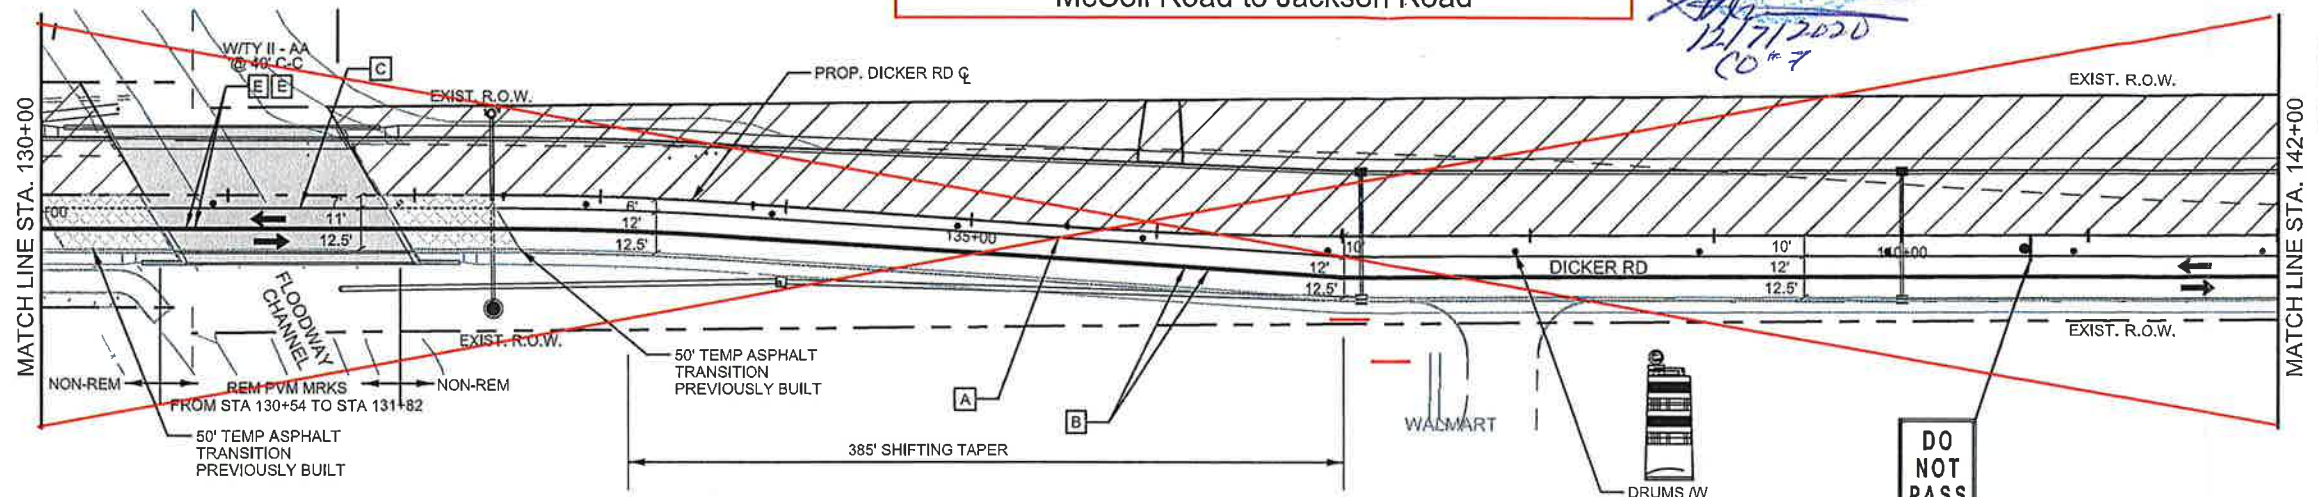 McColl Road to Jackson Road
12/7/2020
CO #7
MATCH LINE STA. 130+00
W/TY II - AA
@ 40' C-C
E E
C
EXIST. R.O.W.
PROP. DICKER RD ℄
EXIST. R.O.W.
MATCH LINE STA. 142+00
7'
11'
12.5'
6'
12'
12.5'
135+00
10'
12'
12.5'
DICKER RD
10'
12'
12.5'
140+00
FLOODWAY
CHANNEL
EXIST. R.O.W.
EXIST. R.O.W.
NON-REM
REM PVM MRKS
FROM STA 130+54 TO STA 131+82
NON-REM
50' TEMP ASPHALT
TRANSITION
PREVIOUSLY BUILT
50' TEMP ASPHALT
TRANSITION
PREVIOUSLY BUILT
A
B
385' SHIFTING TAPER
WALMART
DRUMS /W
DO
NOT
PASS